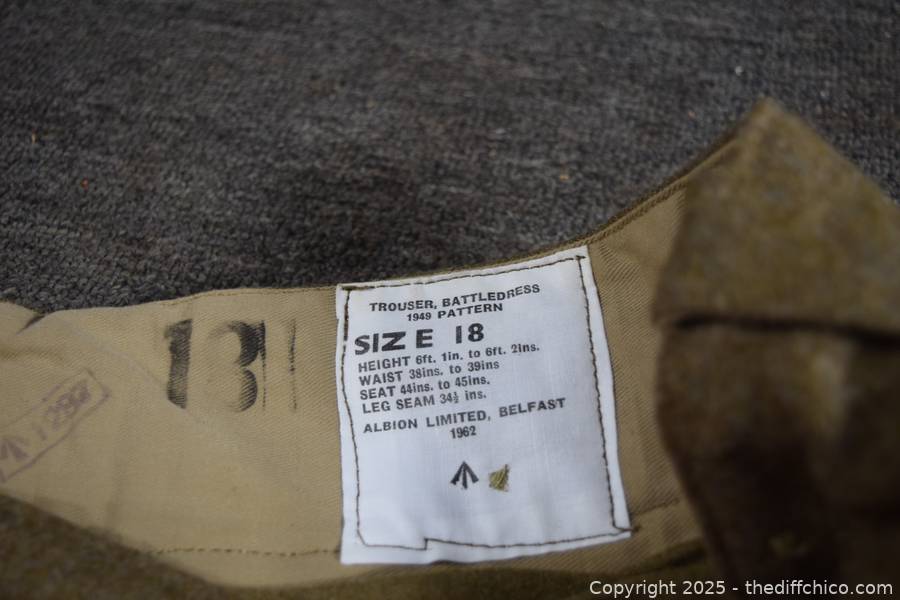 TROUSER, BATTLEDRESS
1949 PATTERN
SIZE 18
HEIGHT 6ft. 1in. to 6ft. 2ins.
WAIST 38ins. to 39ins
SEAT 44ins. to 45ins.
LEG SEAM 34½ ins.
ALBION LIMITED, BELFAST
1962
13
Copyright 2025 - thediffchico.com